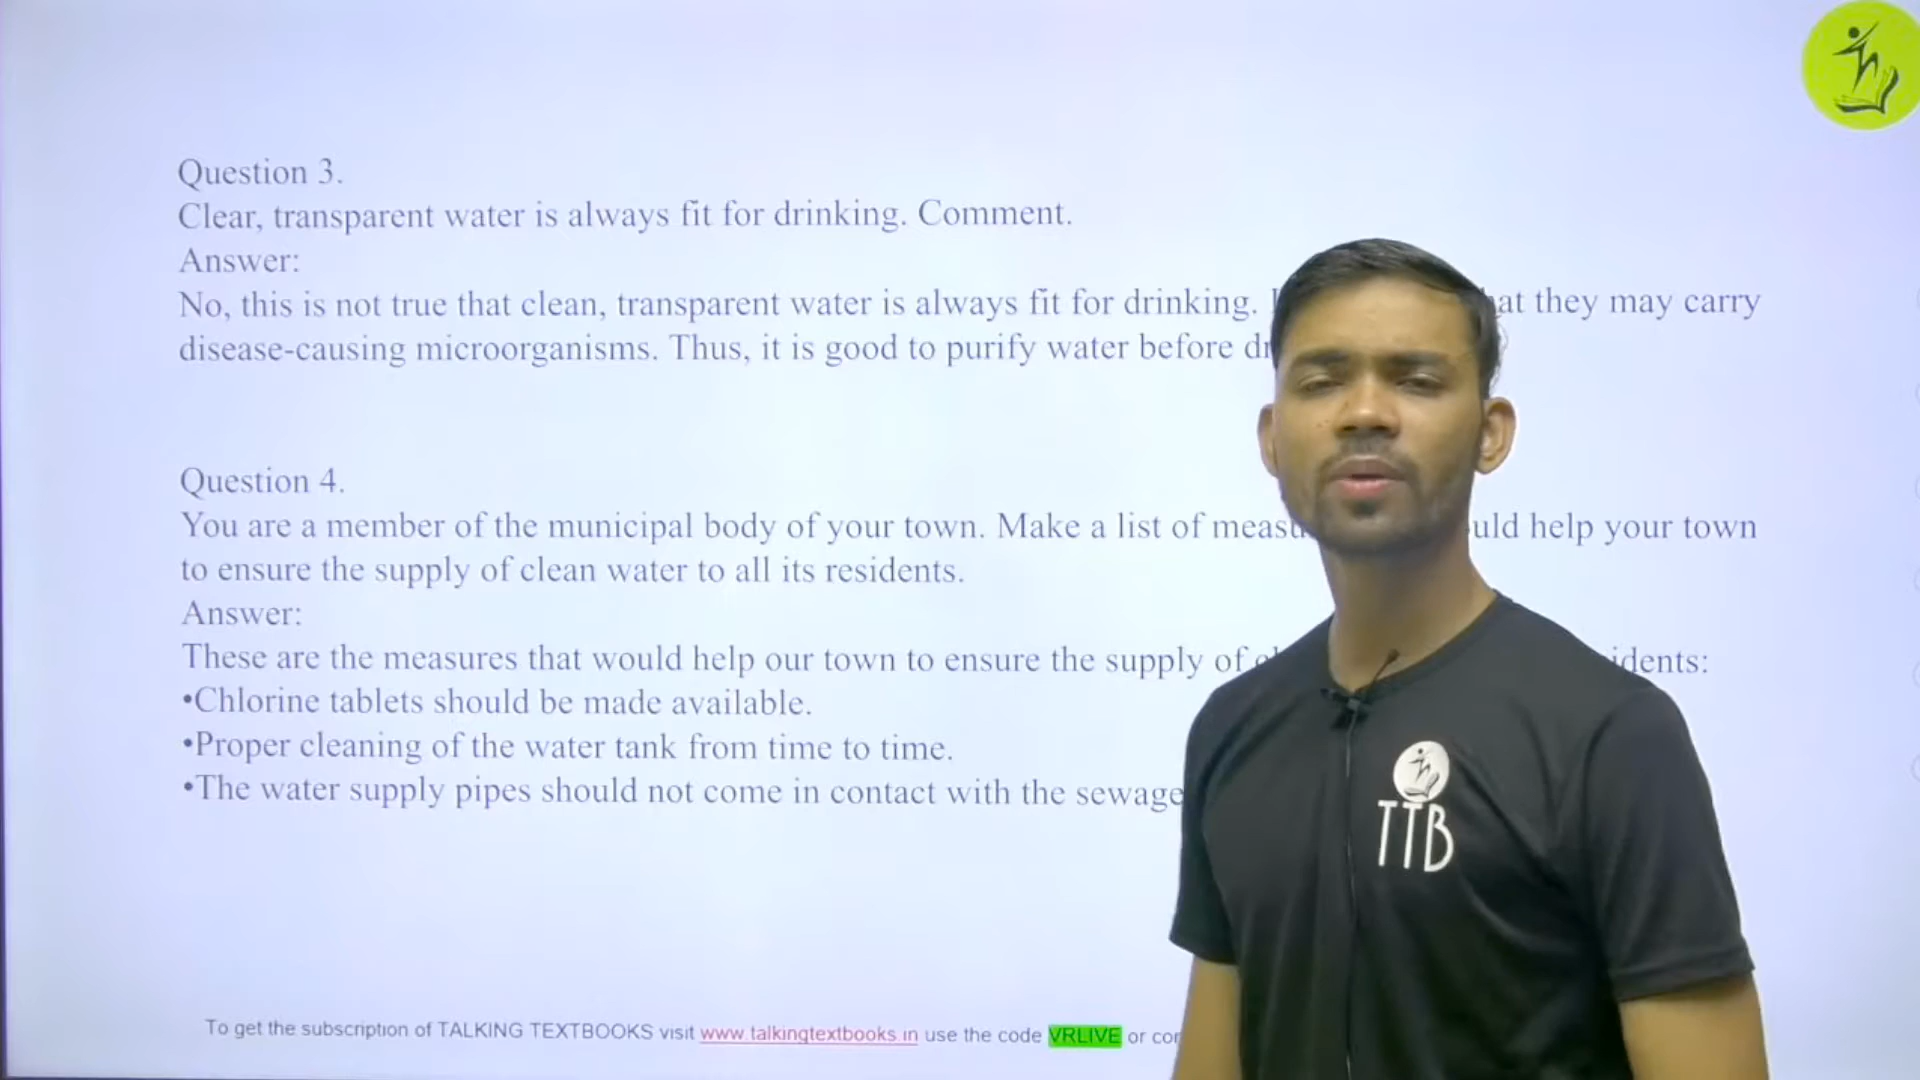 Question 3.
Clear, transparent water is always fit for drinking. Comment.
Answer:
No, this is not true that clean, transparent water is always fit for drinking. they may carry
disease-causing microorganisms. Thus, it is good to purify water before
Question 4.
You are a member of the municipal body of your town. Make a list of help your town
to ensure the supply of clean water to all its residents.
Answer:
These are the measures that would help our town to ensure the supply of
•Chlorine tablets should be made available.
•Proper cleaning of the water tank from time to time.
•The water supply pipes should not come in contact with the sewage
TTB
To get the subscription of TALKING TEXTBOOKS visit www.talkingtextbooks.in use the code VRLIVE or